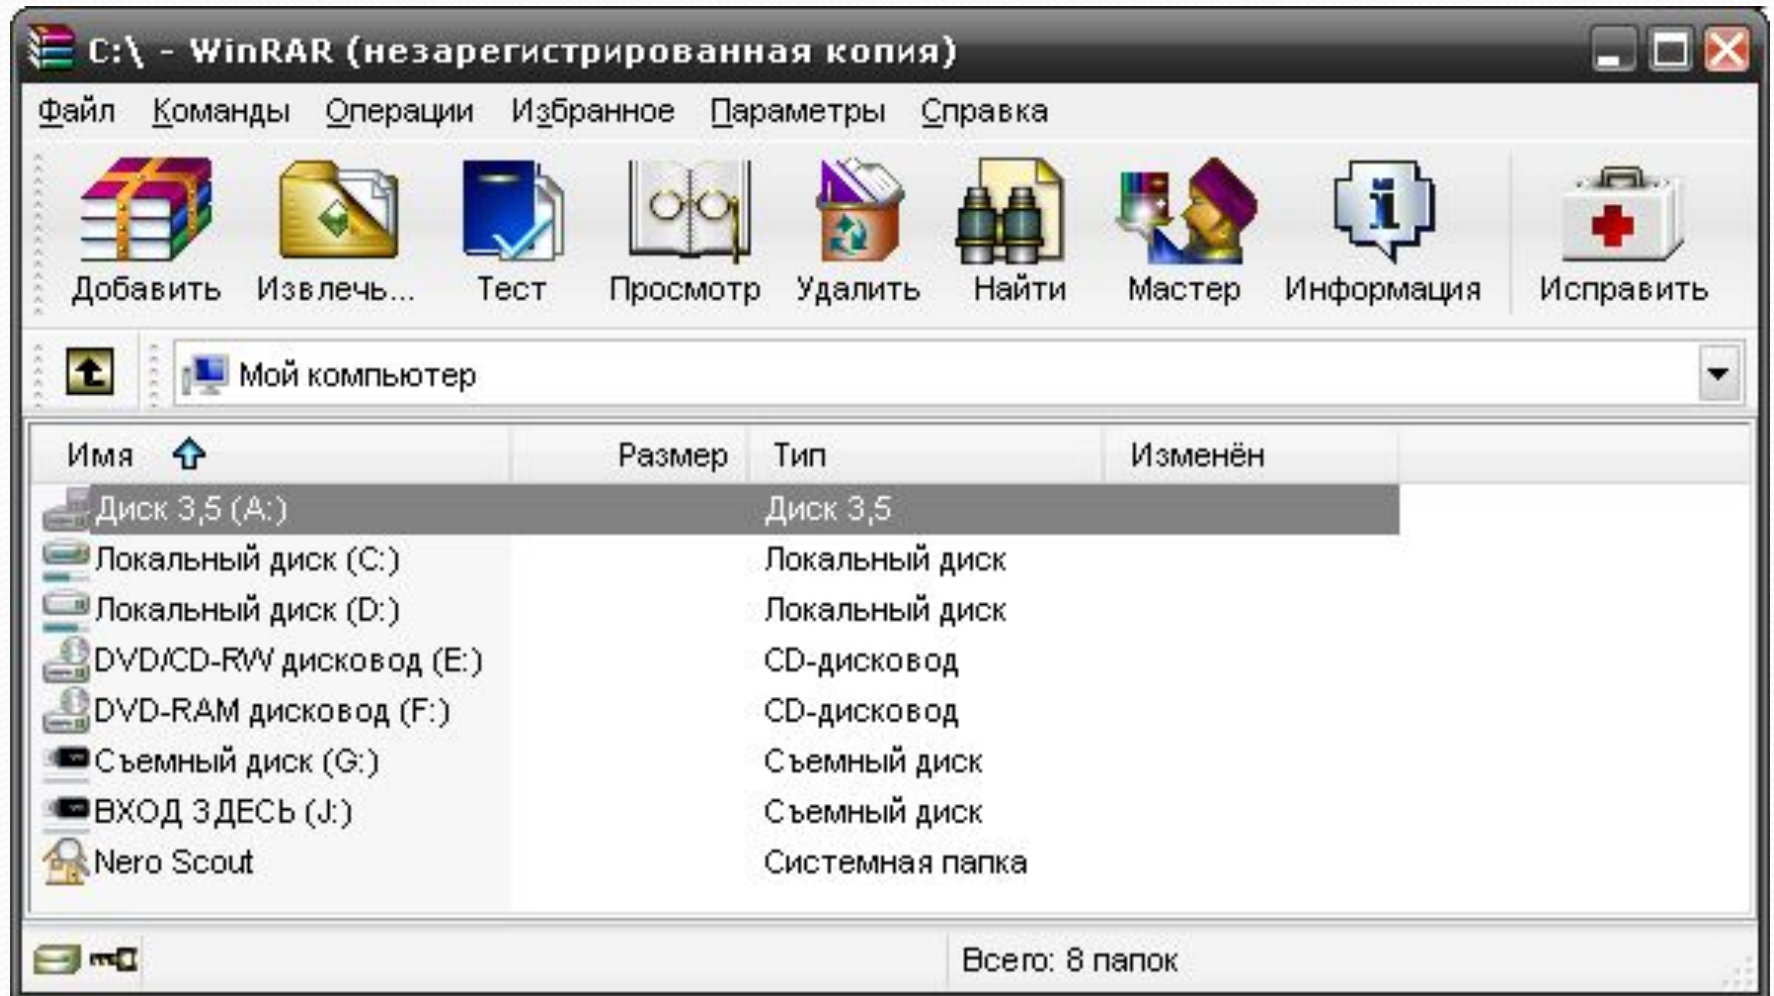 C:\ - WinRAR (незарегистрированная копия)
Файл Команды Операции Избранное Параметры Справка
Добавить Извлечь... Тест Просмотр Удалить Найти Мастер Информация Исправить
Мой компьютер
Имя Размер Тип Изменён
Диск 3,5 (A:) Диск 3,5
Локальный диск (C:) Локальный диск
Локальный диск (D:) Локальный диск
DVD/CD-RW дисковод (E:) CD-дисковод
DVD-RAM дисковод (F:) CD-дисковод
Съемный диск (G:) Съемный диск
ВХОД ЗДЕСЬ (J:) Съемный диск
Nero Scout Системная папка
Всего: 8 папок